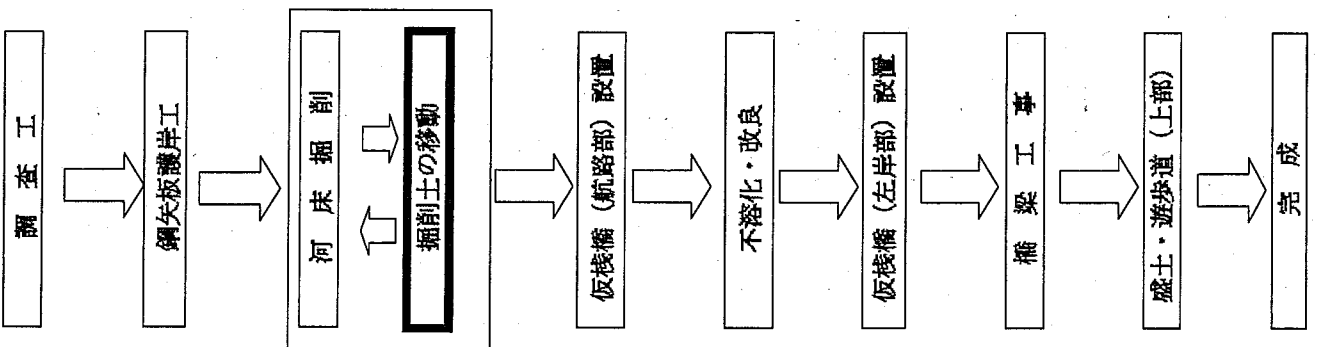 調査工
鋼矢板護岸工
河床掘削
掘削土の移動
仮桟橋（航路部）設置
不溶化・改良
仮桟橋（左岸部）設置
橋梁工事
盛土・遊歩道（上部）
完成